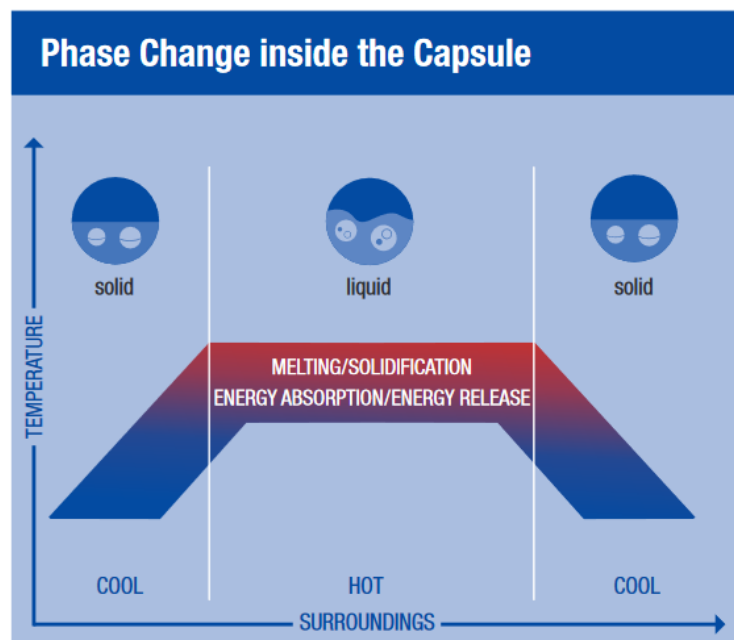 Phase Change inside the Capsule
TEMPERATURE
solid
liquid
solid
MELTING/SOLIDIFICATION
ENERGY ABSORPTION/ENERGY RELEASE
COOL
HOT
COOL
SURROUNDINGS